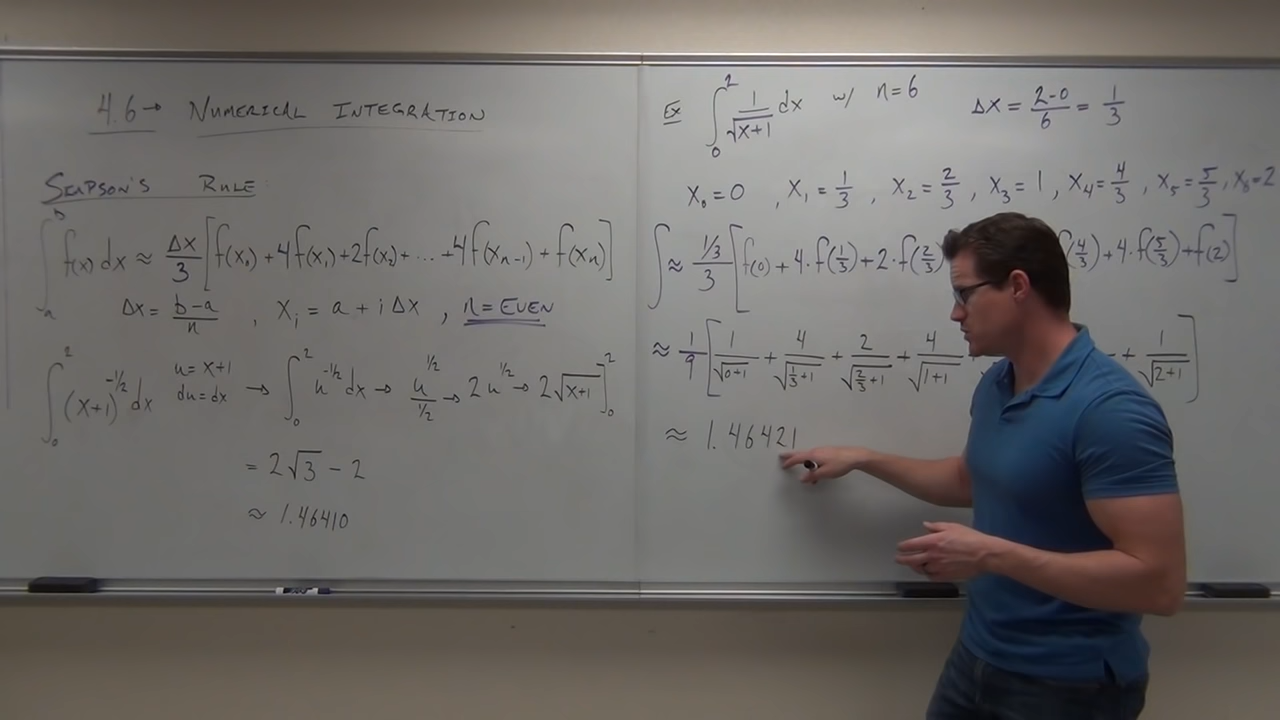 4.6→ NUMERICAL INTEGRATION
SIMPSON'S RULE
∫ₐᵇ f(x) dx ≈ Δx/3 [f(x₀) + 4f(x₁) + 2f(x₂) + ... + 4f(xₙ₋₁) + f(xₙ)]
Δx = (b-a)/n , xᵢ = a + i Δx , n = EVEN
∫₀² (x+1)^(-1/2) dx u = x+1 du = dx → ∫₀² u^(-1/2) dx → u^(1/2)/(1/2) → 2u^(1/2) → 2√(x+1) ]₀²
= 2√3 - 2
≈ 1.46410
Ex ∫₀² 1/√(x+1) dx w/ n=6 Δx = (2-0)/6 = 1/3
x₀ = 0 , x₁ = 1/3 , x₂ = 2/3 , x₃ = 1 , x₄ = 4/3 , x₅ = 5/3 , x₆ = 2
∫ ≈ (1/3)/3 [f(0) + 4·f(1/3) + 2·f(2/3) f(4/3) + 4·f(5/3) + f(2)]
≈ 1/9 [1/√(0+1) + 4/√(1/3+1) + 2/√(2/3+1) + 4/√(1+1) + + 1/√(2+1)]
≈ 1.46421